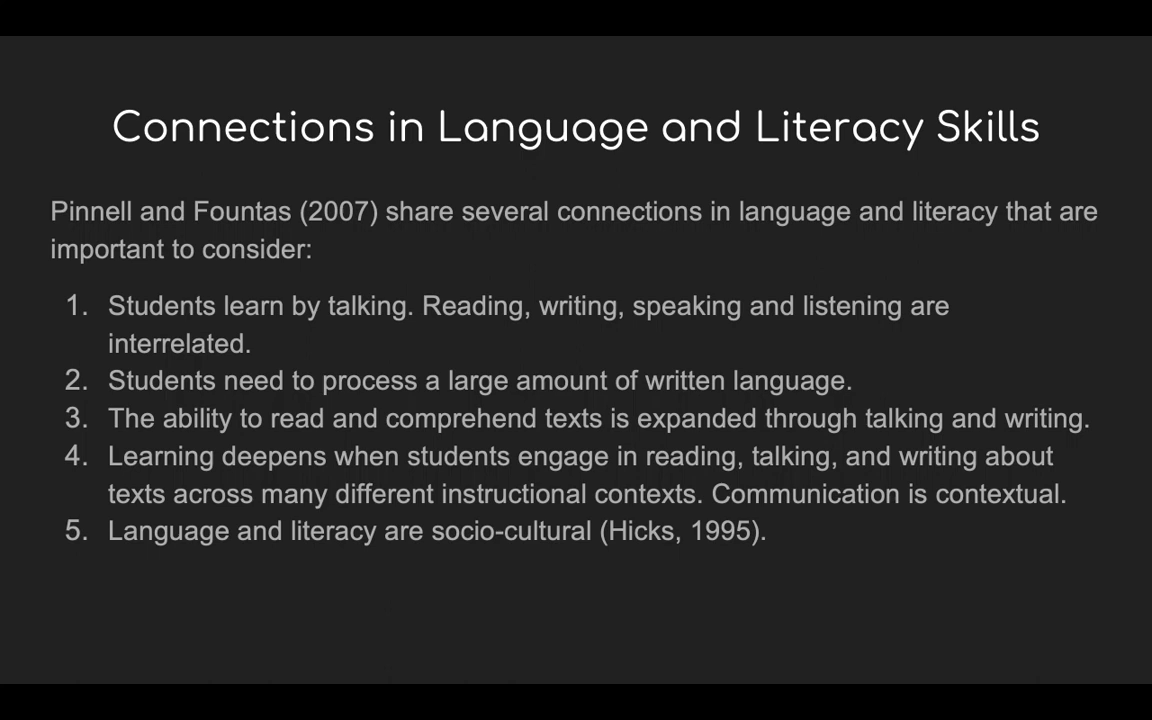 Connections in Language and Literacy Skills
Pinnell and Fountas (2007) share several connections in language and literacy that are
important to consider:
1. Students learn by talking. Reading, writing, speaking and listening are
interrelated.
2. Students need to process a large amount of written language.
3. The ability to read and comprehend texts is expanded through talking and writing.
4. Learning deepens when students engage in reading, talking, and writing about
texts across many different instructional contexts. Communication is contextual.
5. Language and literacy are socio-cultural (Hicks, 1995).